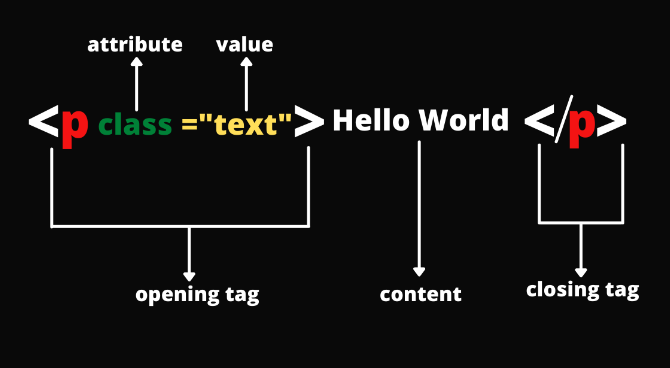 attribute value
<p class ="text"> Hello World </p>
opening tag content closing tag